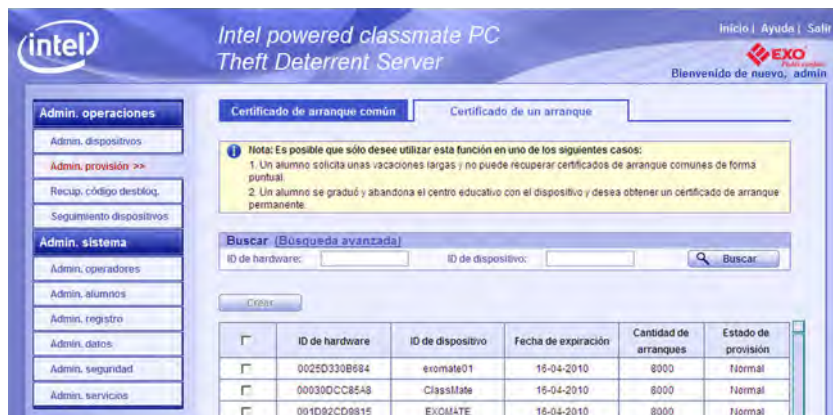 intel
Intel powered classmate PC
Theft Deterrent Server
Inicio | Ayuda | Salir
EXO
Bienvenido de nuevo, admin
Admin. operaciones
Admin. dispositivos
Admin. provisión >>
Recup. código desbloq.
Seguimiento dispositivos
Admin. sistema
Admin. operadores
Admin. alumnos
Admin. registro
Admin. datos
Admin. seguridad
Admin. servicios
Certificado de arranque común
Certificado de un arranque
Nota: Es posible que sólo desee utilizar esta función en uno de los siguientes casos:
1. Un alumno solicita unas vacaciones largas y no puede recuperar certificados de arranque comunes de forma
puntual.
2. Un alumno se graduó y abandona el centro educativo con el dispositivo y desea obtener un certificado de arranque
permanente.
Buscar (Búsqueda avanzada)
ID de hardware: ID de dispositivo: Buscar
Crear
ID de hardware ID de dispositivo Fecha de expiración Cantidad de arranques Estado de provisión
0025D330B684 exomate01 16-04-2010 8000 Normal
00030DCC85A8 ClassMate 16-04-2010 8000 Normal
001D92CD9815 EXOMATE 16-04-2010 8000 Normal